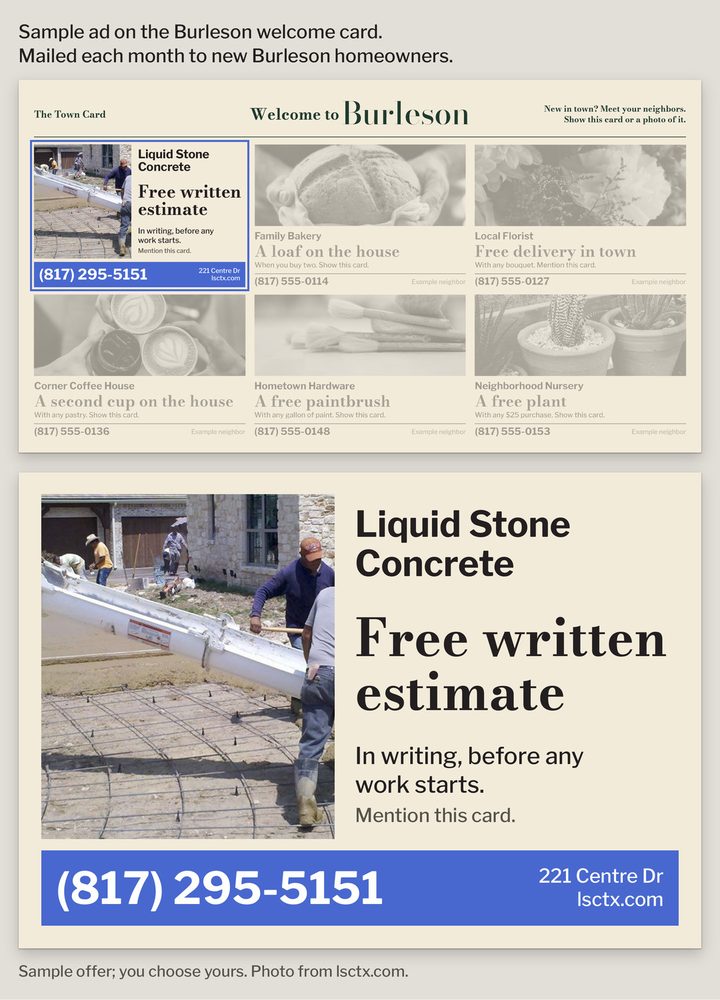 Sample ad on the Burleson welcome card.
Mailed each month to new Burleson homeowners.
The Town Card
Welcome to Burleson
New in town? Meet your neighbors.
Show this card or a photo of it.
Liquid Stone
Concrete
Free written
estimate
In writing, before any
work starts.
Mention this card.
(817) 295-5151
221 Centre Dr
lsctx.com
Family Bakery
A loaf on the house
When you buy two. Show this card.
(817) 555-0114
Example neighbor
Local Florist
Free delivery in town
With any bouquet. Mention this card.
(817) 555-0127
Example neighbor
Corner Coffee House
A second cup on the house
With any pastry. Show this card.
(817) 555-0136
Example neighbor
Hometown Hardware
A free paintbrush
With any gallon of paint. Show this card.
(817) 555-0148
Example neighbor
Neighborhood Nursery
A free plant
With any $25 purchase. Show this card.
(817) 555-0153
Example neighbor
Liquid Stone
Concrete
Free written
estimate
In writing, before any
work starts.
Mention this card.
(817) 295-5151
221 Centre Dr
lsctx.com
Sample offer; you choose yours. Photo from lsctx.com.